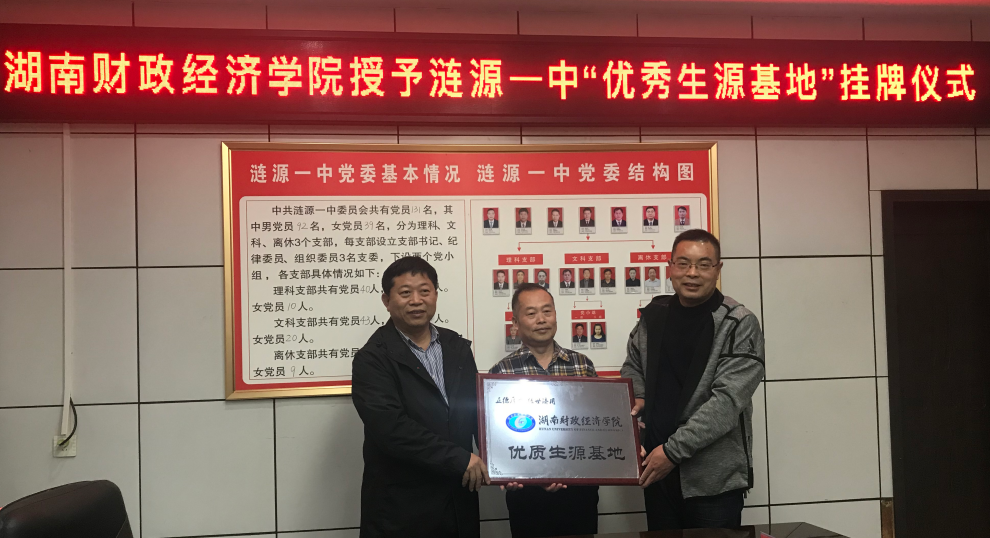 湖南财政经济学院授予涟源一中“优秀生源基地”挂牌仪式
涟源一中党委基本情况 涟源一中党委结构图
中共涟源一中委员会共有党员131名，其
中男党员92名，女党员39名，分为理科、文
科、离休3个支部，每支部设立支部书记、纪
律委员、组织委员3名支委，下设两个党小
组，各支部具体情况如下：
理科支部共有党员40人，
女党员10人。
文科支部共有党员43人，
女党员20人。
离休支部共有党员
女党员9人。
理科支部 文科支部 离休支部
湖南财政经济学院
优质生源基地